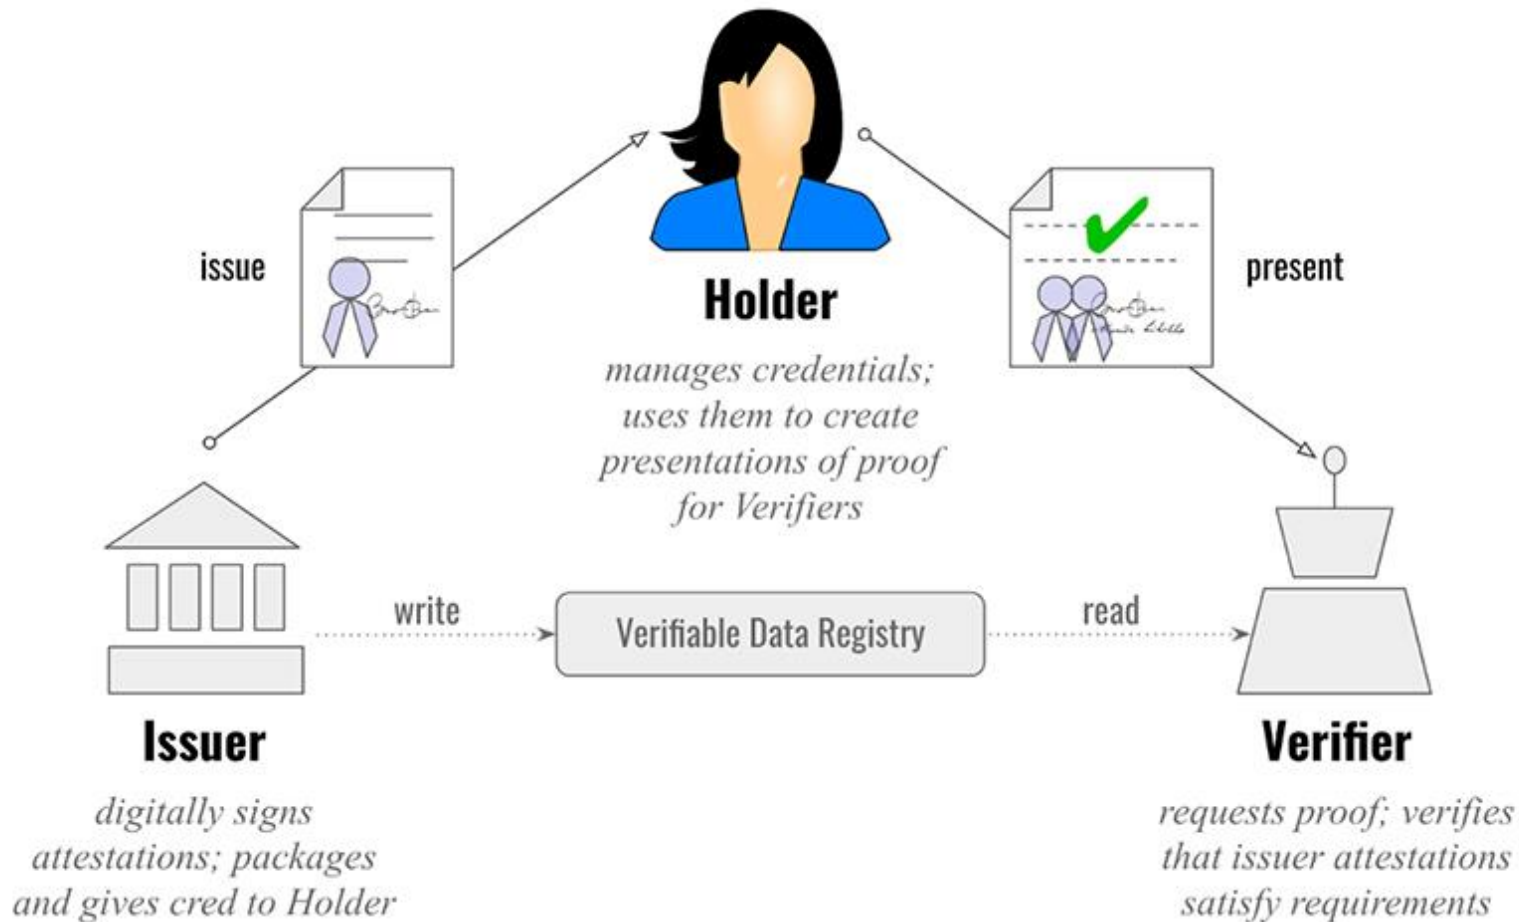 issue
Holder
present
manages credentials;
uses them to create
presentations of proof
for Verifiers
write
Verifiable Data Registry
read
Issuer
digitally signs
attestations; packages
and gives cred to Holder
Verifier
requests proof; verifies
that issuer attestations
satisfy requirements